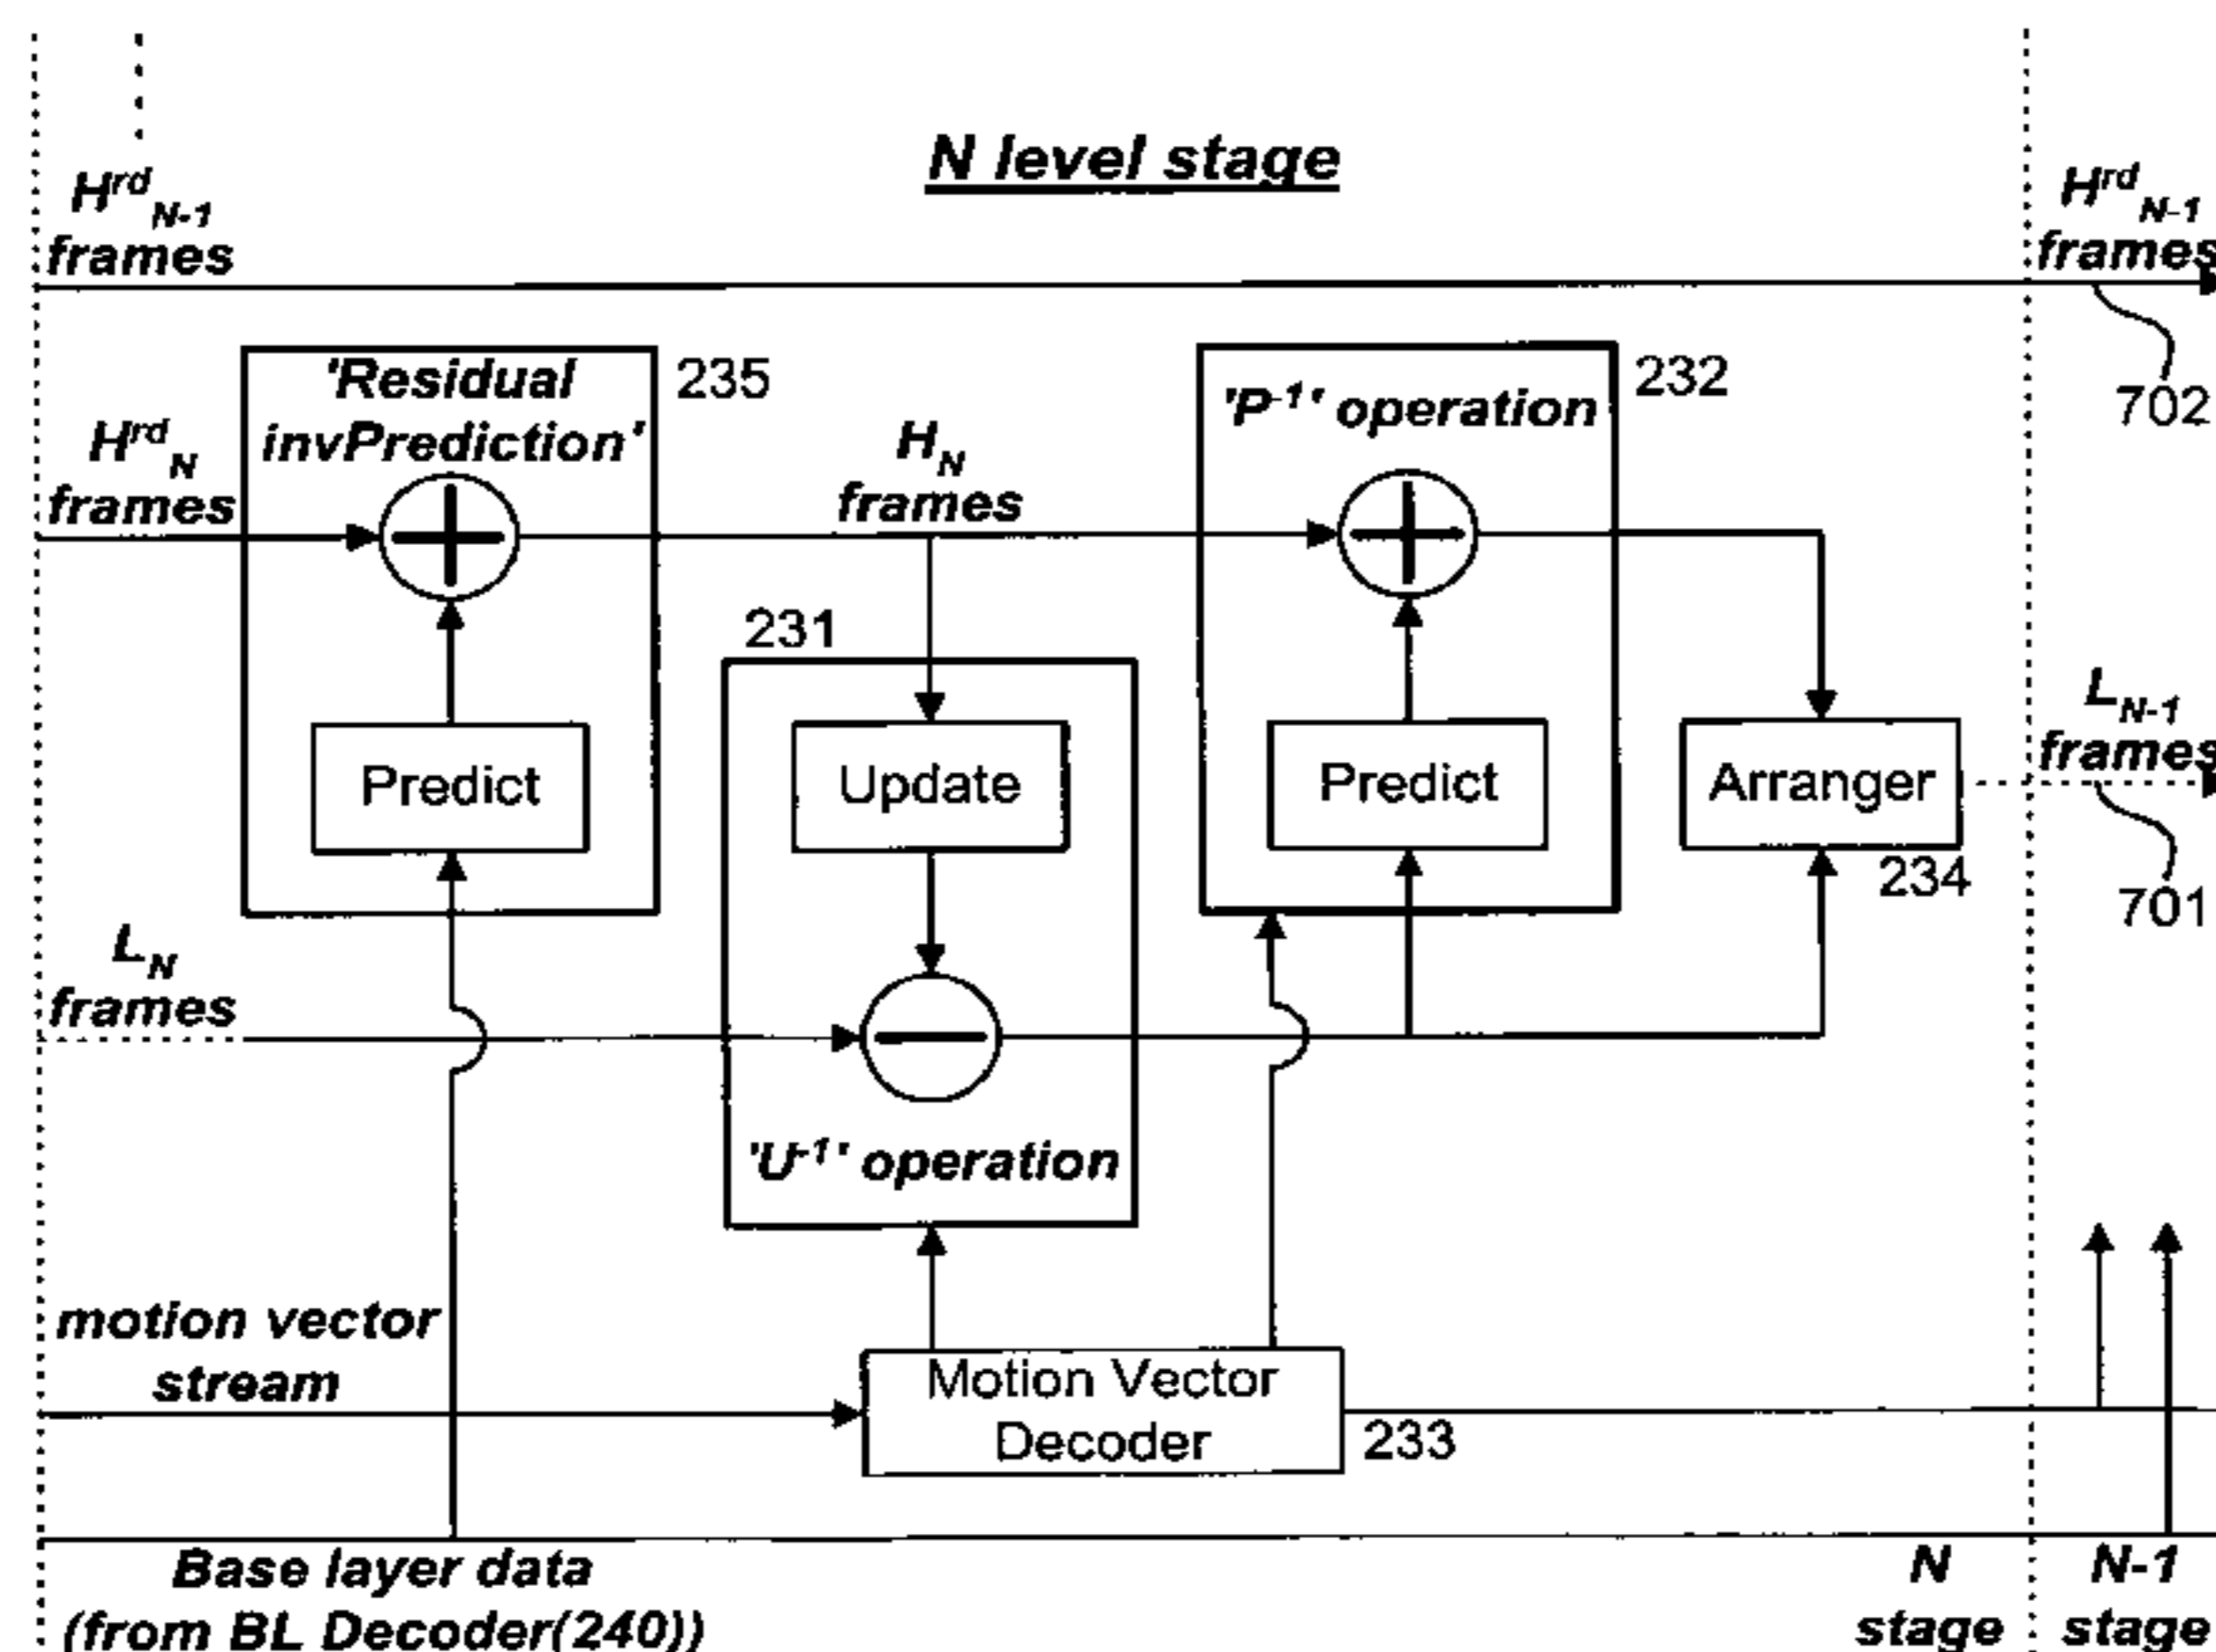 N level stage
H^rd_N-1
frames
H^rd_N-1
frames
702
'Residual
invPrediction'
235
H^rd_N
frames
H_N
frames
'P^-1' operation
232
231
Predict
Update
Predict
Arranger
234
L_N-1
frames
701
L_N
frames
'U^-1' operation
motion vector
stream
Motion Vector
Decoder
233
Base layer data
(from BL Decoder(240))
N
stage
N-1
stage